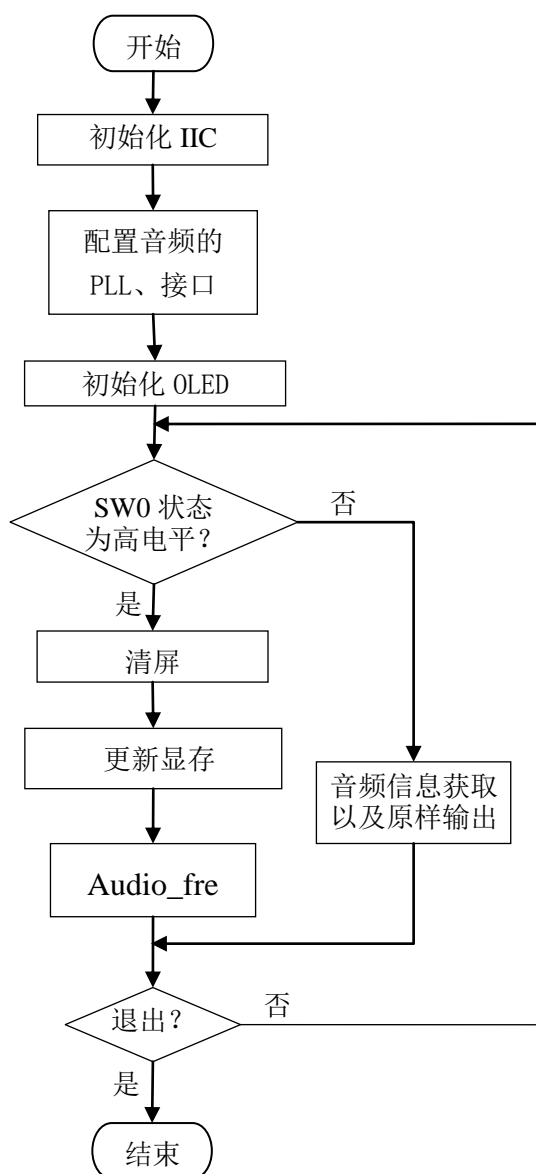 开始
初始化 IIC
配置音频的
PLL、接口
初始化 OLED
SW0 状态
为高电平？
否
是
清屏
更新显存
音频信息获取
以及原样输出
Audio_fre
退出？
否
是
结束